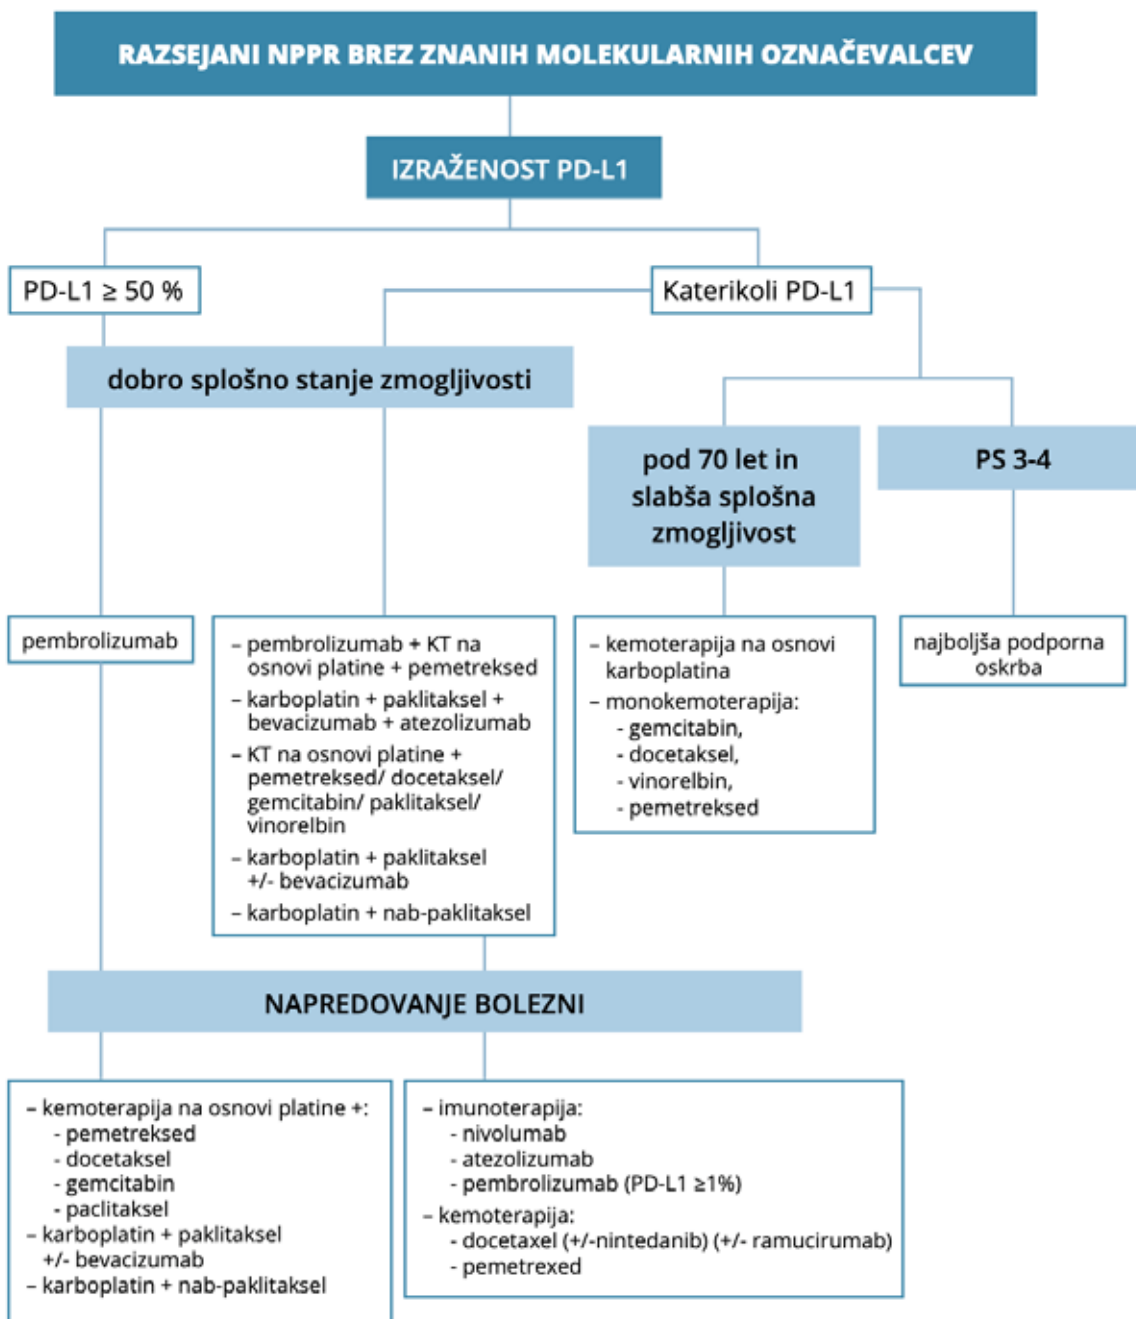 RAZSEJANI NPPR BREZ ZNANIH MOLEKULARNIH OZNAČEVALCEV
IZRAŽENOST PD-L1
PD-L1 ≥ 50 %
Katerikoli PD-L1
dobro splošno stanje zmogljivosti
pod 70 let in
slabša splošna
zmogljivost
PS 3-4
pembrolizumab
– pembrolizumab + KT na
osnovi platine + pemetreksed
– karboplatin + paklitaksel +
bevacizumab + atezolizumab
– KT na osnovi platine +
pemetreksed/ docetaksel/
gemcitabin/ paklitaksel/
vinorelbin
– karboplatin + paklitaksel
+/- bevacizumab
– karboplatin + nab-paklitaksel
– kemoterapija na osnovi
karboplatina
– monokemoterapija:
- gemcitabin,
- docetaksel,
- vinorelbin,
- pemetreksed
najboljša podporna
oskrba
NAPREDOVANJE BOLEZNI
– kemoterapija na osnovi platine +:
- pemetreksed
- docetaksel
- gemcitabin
- paclitaksel
– karboplatin + paklitaksel
+/- bevacizumab
– karboplatin + nab-paklitaksel
– imunoterapija:
- nivolumab
- atezolizumab
- pembrolizumab (PD-L1 ≥1%)
– kemoterapija:
- docetaxel (+/-nintedanib) (+/- ramucirumab)
- pemetrexed